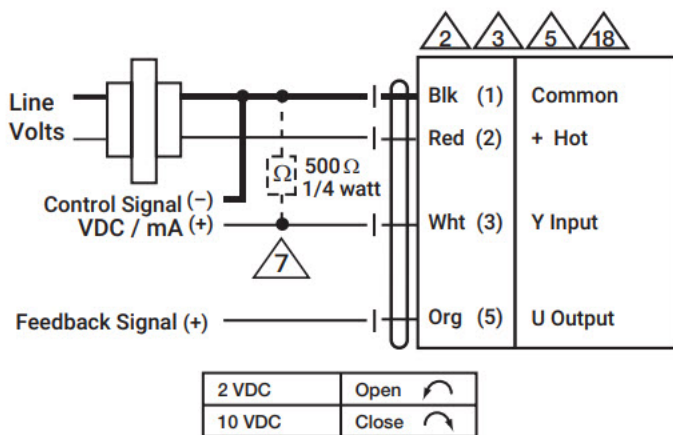 2 3 5 18
Line Volts
Blk (1) Common
Red (2) + Hot
Ω 500 Ω
1/4 watt
Control Signal (–)
VDC / mA (+)
Wht (3) Y Input
7
Feedback Signal (+)
Org (5) U Output
2 VDC Open
10 VDC Close